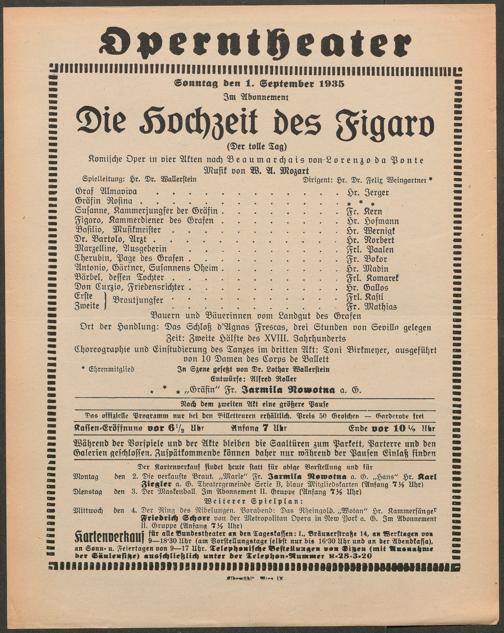 Operntheater
Sonntag den 1. September 1935
Im Abonnement
Die Hochzeit des Figaro
(Der tolle Tag)
Komische Oper in vier Akten nach Beaumarchais von Lorenzo da Ponte
Musik von W. A. Mozart
Spielleitung: Hr. Dr. Wallerstein Dirigent: Hr. Dr. Felix Weingartner *
Graf Almaviva . . . Hr. Jerger
Gräfin Rosina . . . * * *
Susanne, Kammerjungfer der Gräfin . . . Fr. Kern
Figaro, Kammerdiener des Grafen . . . Hr. Hofmann
Basilio, Musikmeister . . . Hr. Wernigk
Dr. Bartolo, Arzt . . . Hr. Norbert
Marzelline, Ausgeberin . . . Frl. Paalen
Cherubin, Page des Grafen . . . Fr. Bokor
Antonio, Gärtner, Susannens Oheim . . . Hr. Madin
Bärbel, dessen Tochter . . . Frl. Komarek
Don Curzio, Friedensrichter . . . Hr. Gallos
Erste } Brautjungfer . . . Frl. Kastl
Zweite } . . . Fr. Mathias
Bauern und Bäuerinnen vom Landgut des Grafen
Ort der Handlung: Das Schloß d'Aguas Frescas, drei Stunden von Sevilla gelegen
Zeit: Zweite Hälfte des XVIII. Jahrhunderts
Choreographie und Einstudierung des Tanzes im dritten Akt: Toni Birkmeyer, ausgeführt
von 10 Damen des Corps de Ballett
* Ehrenmitglied In Szene gesetzt von Dr. Lothar Wallerstein
Entwürfe: Alfred Roller
* * * „Gräfin" Fr. Jarmila Nowotna a. G.
Nach dem zweiten Akt eine größere Pause
Das offizielle Programm nur bei den Billetteuren erhältlich. Preis 50 Groschen — Garderobe frei
Kassen-Eröffnung vor 6½ Uhr Anfang 7 Uhr Ende vor 10¼ Uhr
Während der Vorspiele und der Akte bleiben die Saaltüren zum Parkett, Parterre und den
Galerien geschlossen. Zuspätkommende können daher nur während der Pausen Einlaß finden
Der Kartenverkauf findet heute statt für obige Vorstellung und für
Montag den 2. Die verkaufte Braut. „Marie" Fr. Jarmila Nowotna a. G. „Hans" Hr. Karl
Ziegler a. G. Theatergemeinde Serie B, blaue Mitgliedskarten (Anfang 7½ Uhr)
Dienstag den 3. Der Maskenball. Im Abonnement II. Gruppe (Anfang 7½ Uhr)
Weiterer Spielplan:
Mittwoch den 4. Der Ring des Nibelungen. Vorabend: Das Rheingold. „Wotan" Hr. Kammersänger
Friedrich Schorr von der Metropolitan Opera in New York a. G. Im Abonnement
II. Gruppe (Anfang 7½ Uhr)
Kartenverkauf für alle Bundestheater an den Tageskassen: I., Bräunerstraße 14, an Werktagen von
9—18·30 Uhr (am Vorstellungstage selbst nur bis 16·30 Uhr und an der Abendkassa),
an Sonn- u. Feiertagen von 9—17 Uhr. Telephonische Bestellungen von Sitzen (mit Ausnahme
der Säulensitze) ausschließlich unter der Telephon-Nummer R-28-3-20